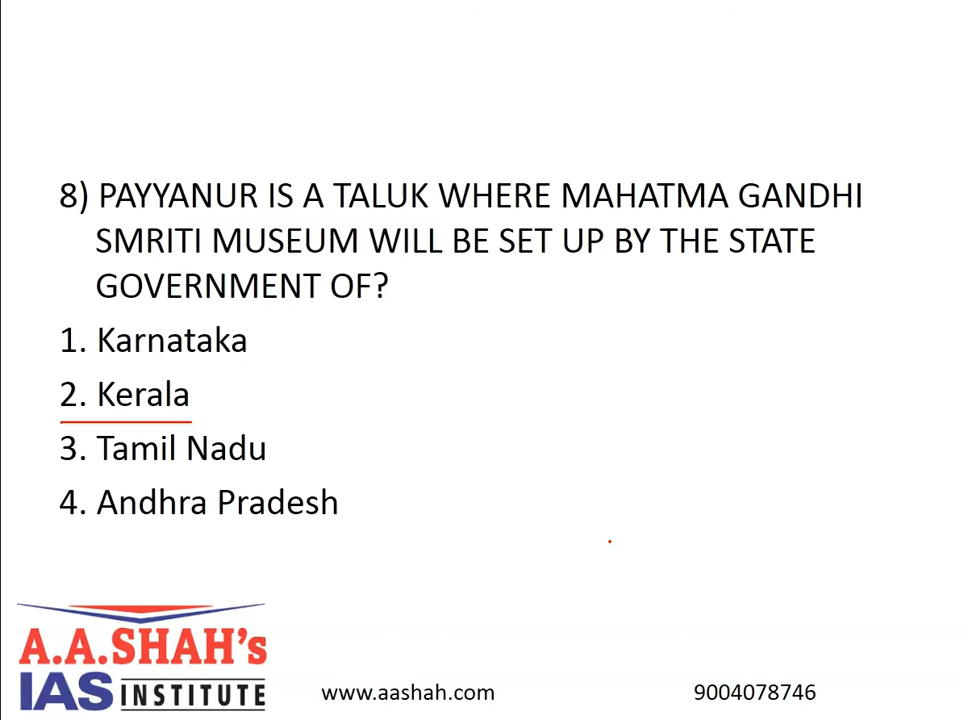 8) PAYYANUR IS A TALUK WHERE MAHATMA GANDHI
SMRITI MUSEUM WILL BE SET UP BY THE STATE
GOVERNMENT OF?
1. Karnataka
2. Kerala
3. Tamil Nadu
4. Andhra Pradesh
A.A.SHAH's
IAS INSTITUTE
www.aashah.com
9004078746